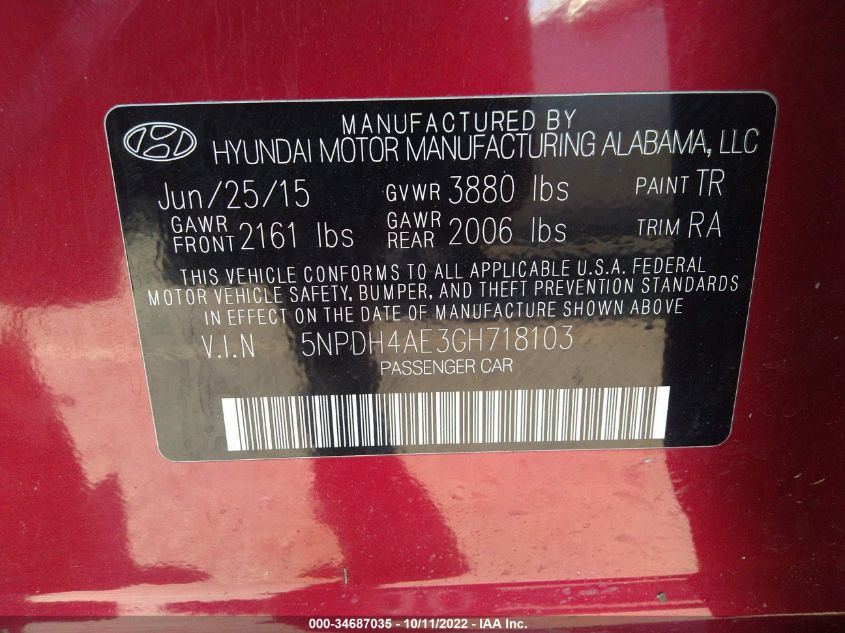 MANUFACTURED BY
HYUNDAI MOTOR MANUFACTURING ALABAMA, LLC
Jun/25/15 GVWR 3880 lbs PAINT TR
GAWR FRONT 2161 lbs GAWR REAR 2006 lbs TRIM RA
THIS VEHICLE CONFORMS TO ALL APPLICABLE U.S.A. FEDERAL
MOTOR VEHICLE SAFETY, BUMPER, AND THEFT PREVENTION STANDARDS
IN EFFECT ON THE DATE OF MANUFACTURE SHOWN ABOVE
V.I.N 5NPDH4AE3GH718103
PASSENGER CAR
000-34687035 - 10/11/2022 - IAA Inc.